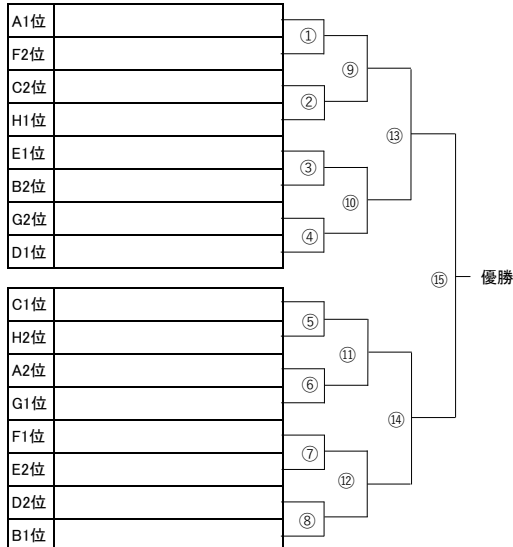 A1位
F2位
①
⑨
C2位
H1位
②
⑬
E1位
B2位
③
⑩
G2位
D1位
④
⑮
優勝
C1位
H2位
⑤
⑪
A2位
G1位
⑥
⑭
F1位
E2位
⑦
⑫
D2位
B1位
⑧